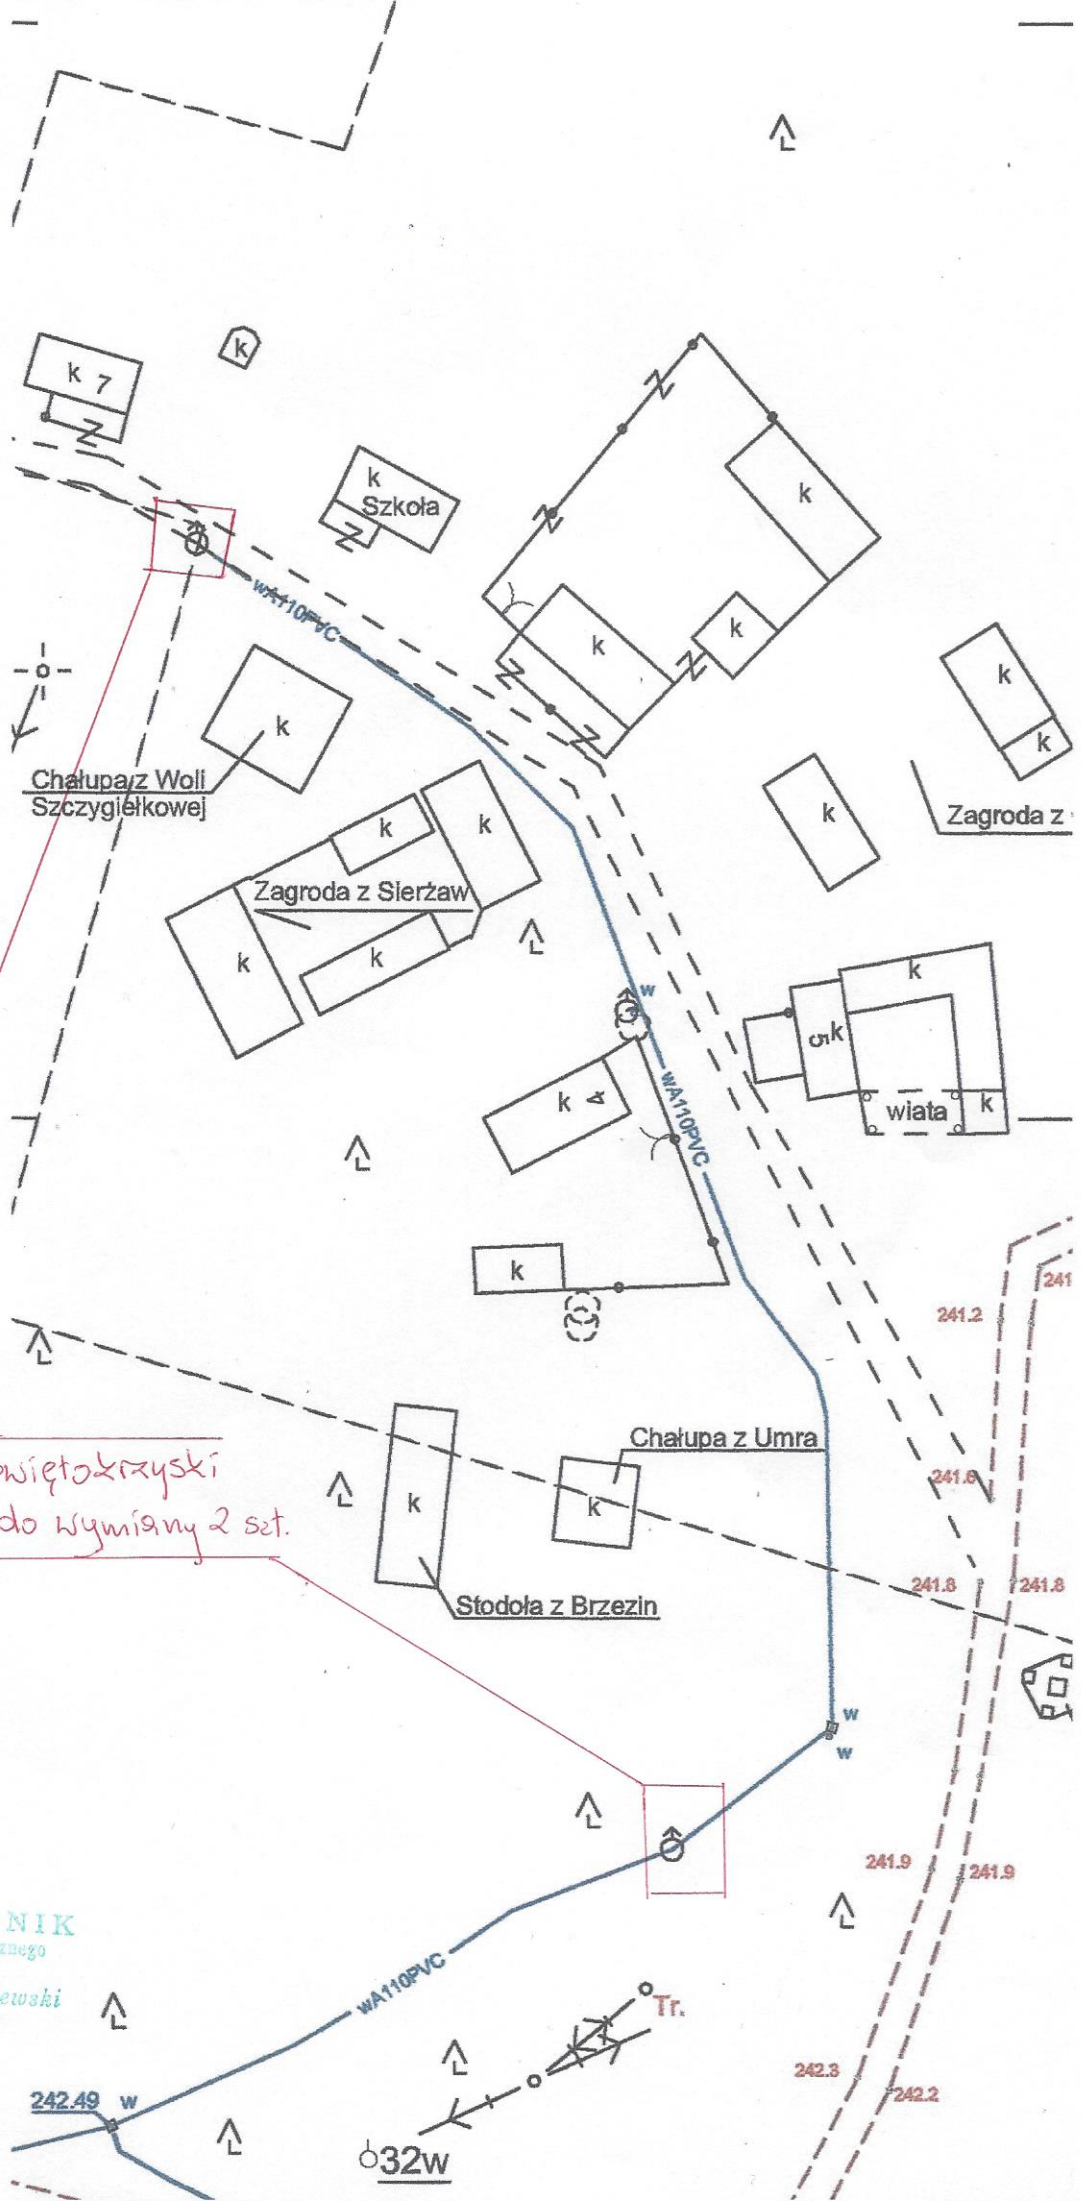 k
k 7
k
Szkoła
k
wA110PVC
k
k
k
k
Chałupa z Woli
Szczygiełkowej
k
k
k
k
Zagroda z
Zagroda z Sierżaw
k
k
k
w
k
5
k
wiata
k
k 4
wA110PVC
k
241
241.2
Chałupa z Umra
241.6
k
k
do wymiany 2 szt.
241.8
241.8
Stodoła z Brzezin
w
w
241.9
241.9
NIK
wA110PVC
Tr.
242.3
242.2
242.49 w
32w